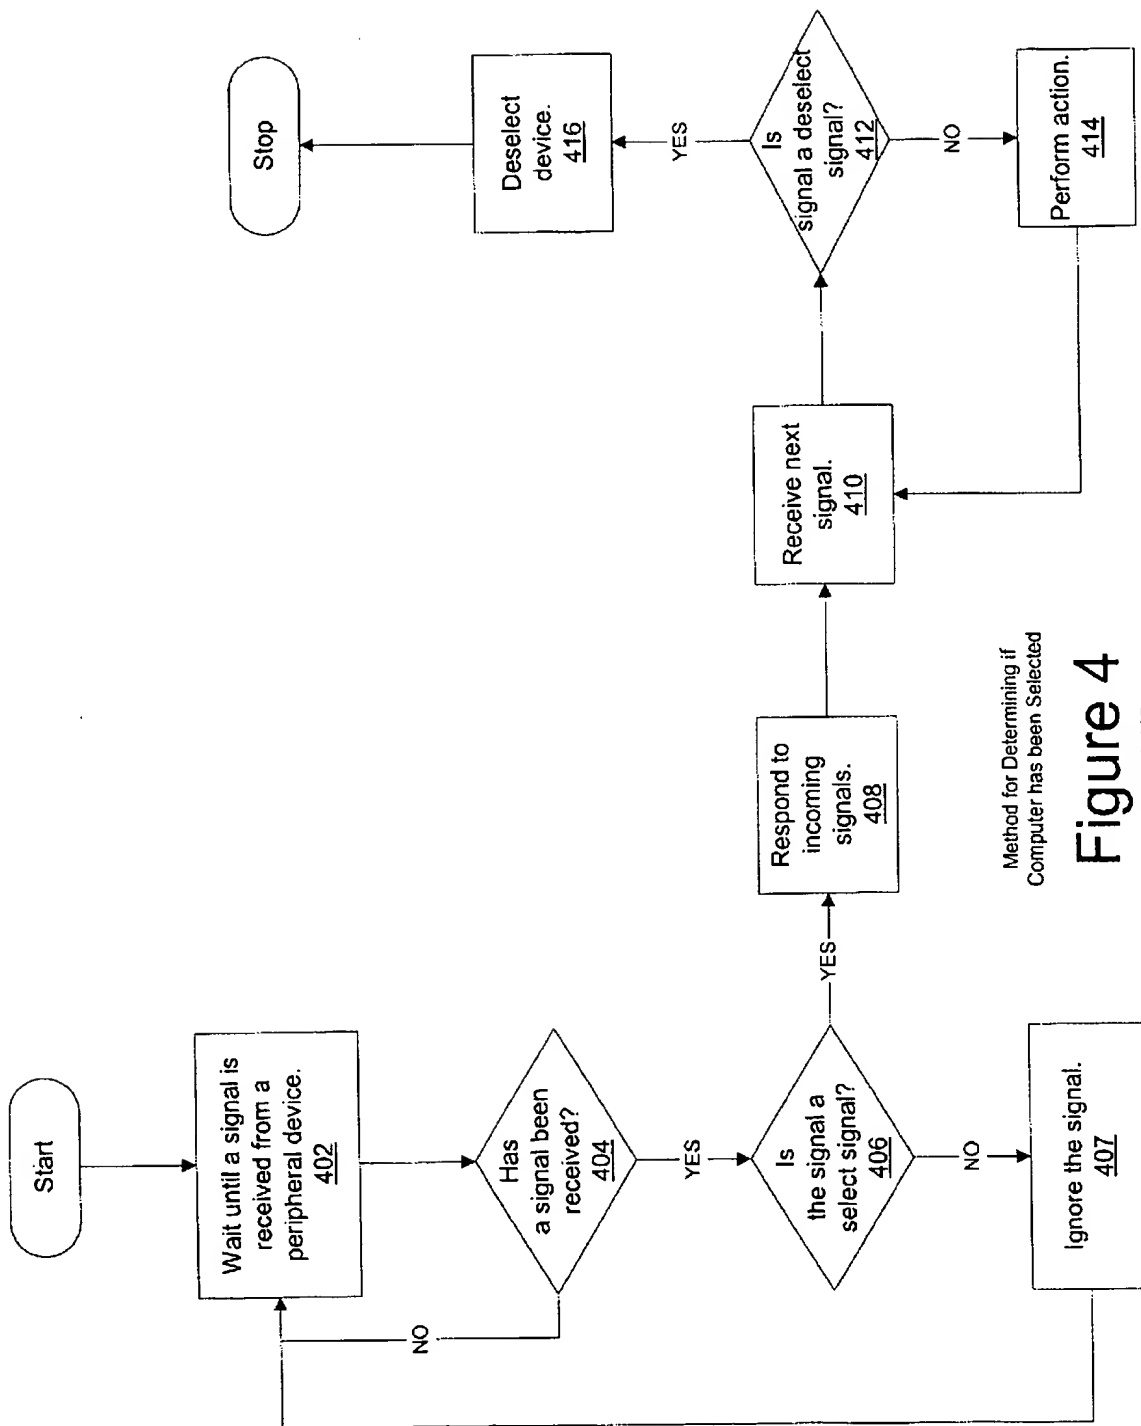 Start
Wait until a signal is
received from a
peripheral device.
402
Has
a signal been
received?
404
NO
YES
Is
the signal a
select signal?
406
NO
Ignore the signal.
407
YES
Respond to
incoming
signals.
408
Receive next
signal.
410
Is
signal a deselect
signal?
412
NO
Perform action.
414
YES
Deselect
device.
416
Stop
Method for Determining if
Computer has been Selected
Figure 4